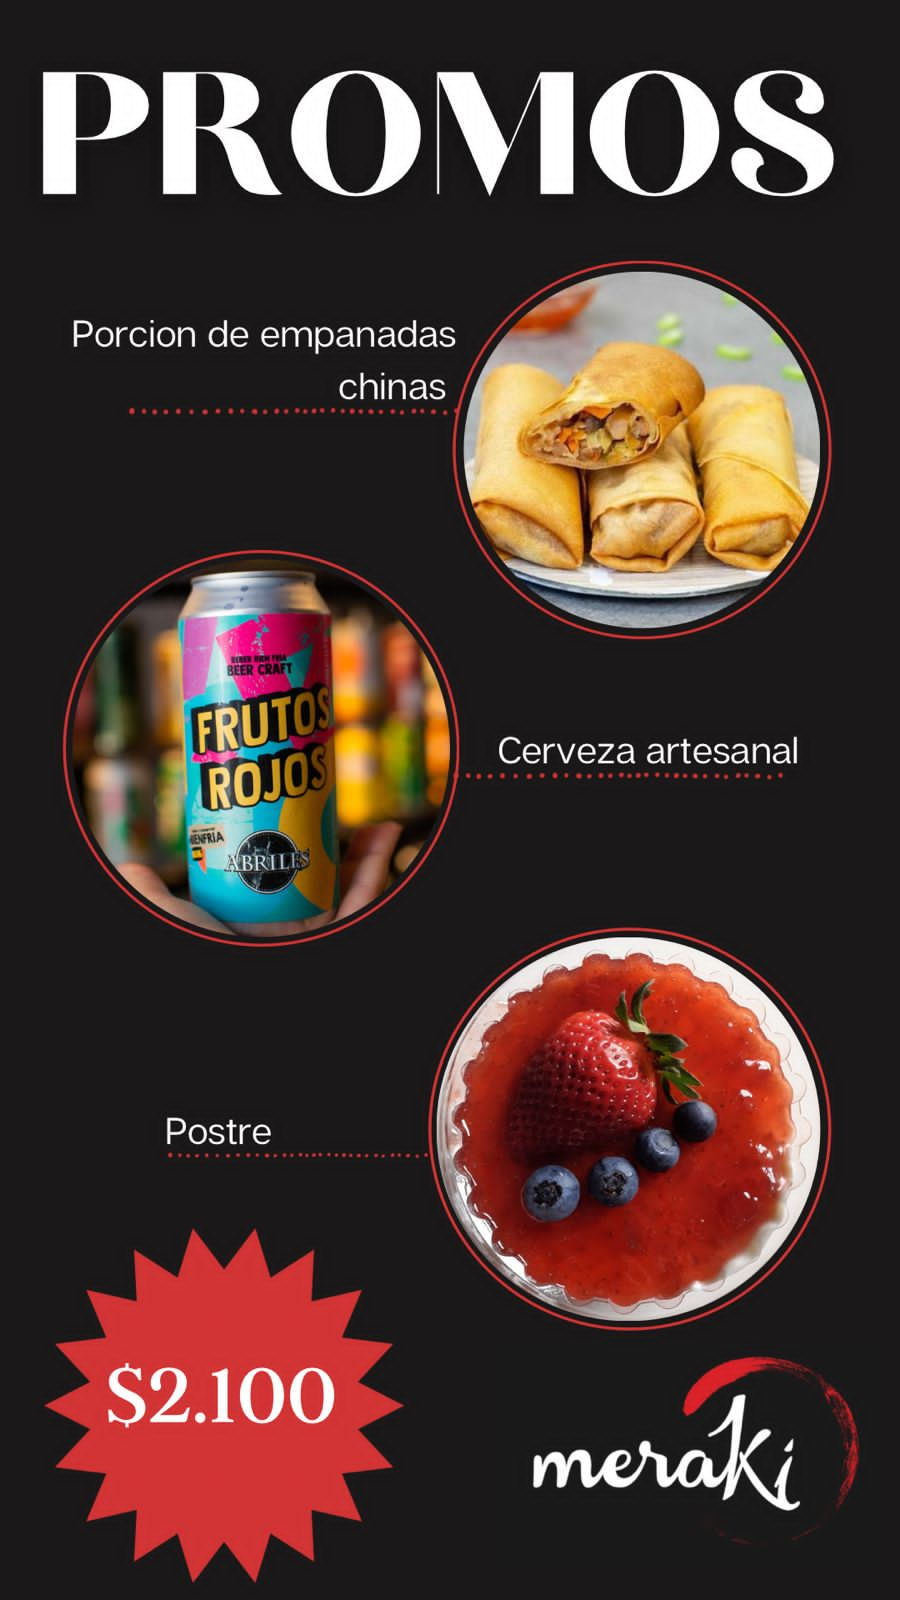 PROMOS
Porcion de empanadas
chinas
BEBER BIEN FRIA
BEER CRAFT
FRUTOS
ROJOS
ABRILES
Cerveza artesanal
Postre
$2.100
meraki